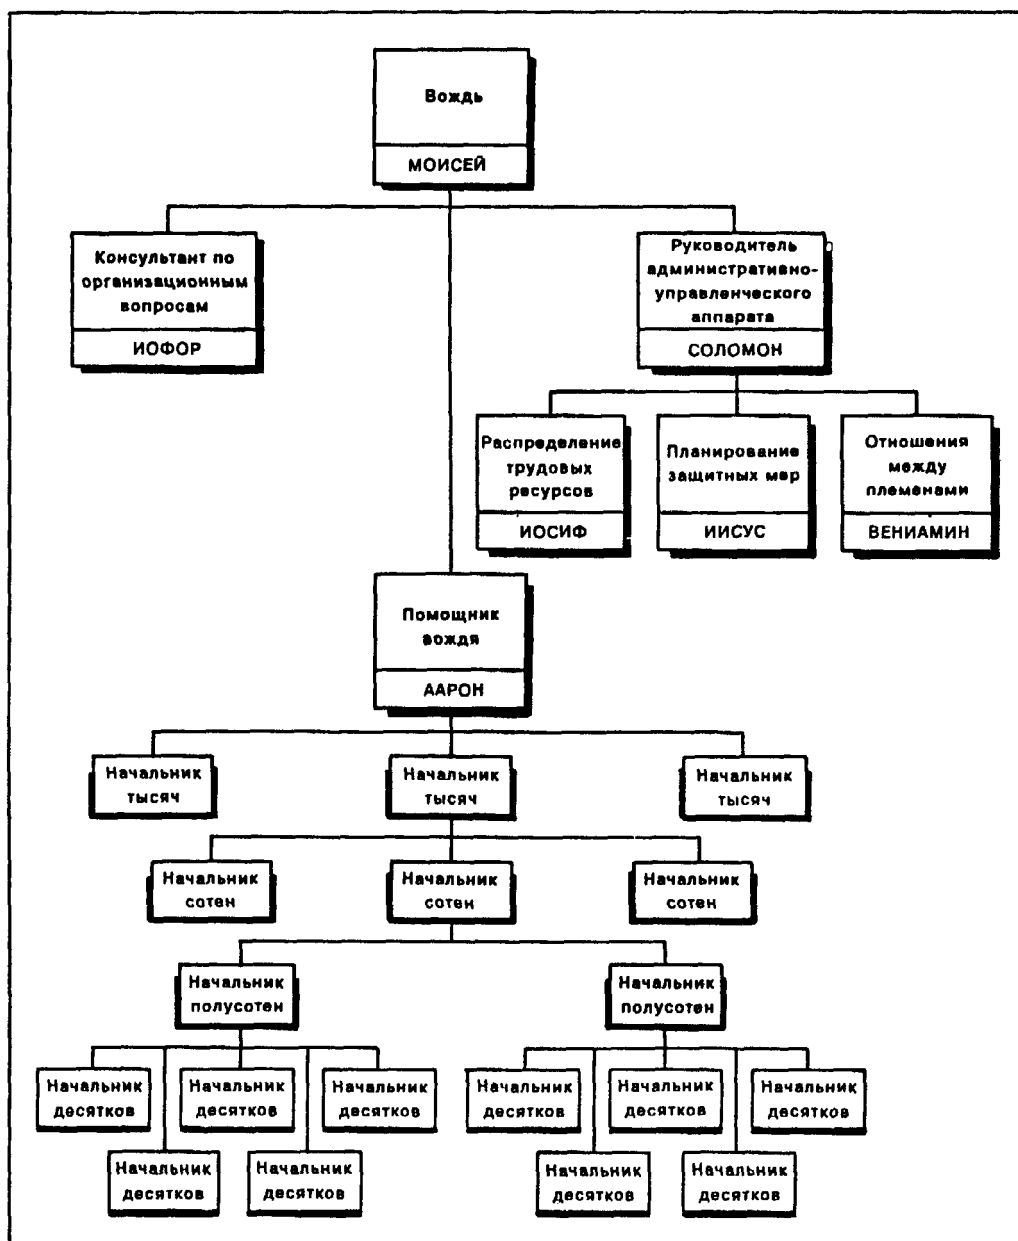 Вождь
МОИСЕЙ
Консультант по
организационным
вопросам
ИОФОР
Руководитель
административно-
управленческого
аппарата
СОЛОМОН
Распределение
трудовых
ресурсов
ИОСИФ
Планирование
защитных мер
ИИСУС
Отношения
между
племенами
ВЕНИАМИН
Помощник
вождя
ААРОН
Начальник
тысяч
Начальник
тысяч
Начальник
тысяч
Начальник
сотен
Начальник
сотен
Начальник
сотен
Начальник
полусотен
Начальник
полусотен
Начальник
десятков
Начальник
десятков
Начальник
десятков
Начальник
десятков
Начальник
десятков
Начальник
десятков
Начальник
десятков
Начальник
десятков
Начальник
десятков
Начальник
десятков